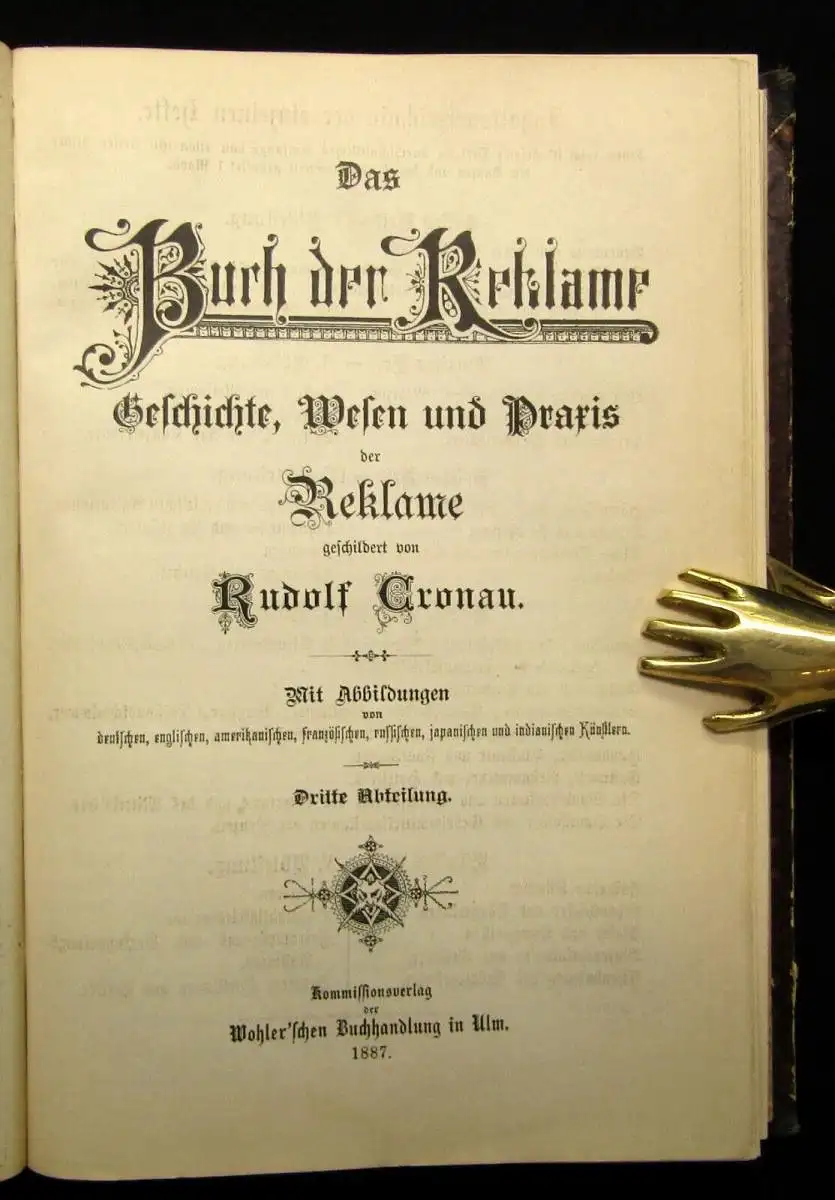 Das
Buch der Reklame
Geschichte, Wesen und Praxis
der
Reklame
geschildert von
Rudolf Cronau.
Mit Abbildungen
von
deutschen, englischen, amerikanischen, französischen, russischen, japanischen und indianischen Künstlern.
Dritte Abteilung.
Kommissionsverlag
der
Wohler'schen Buchhandlung in Ulm.
1887.